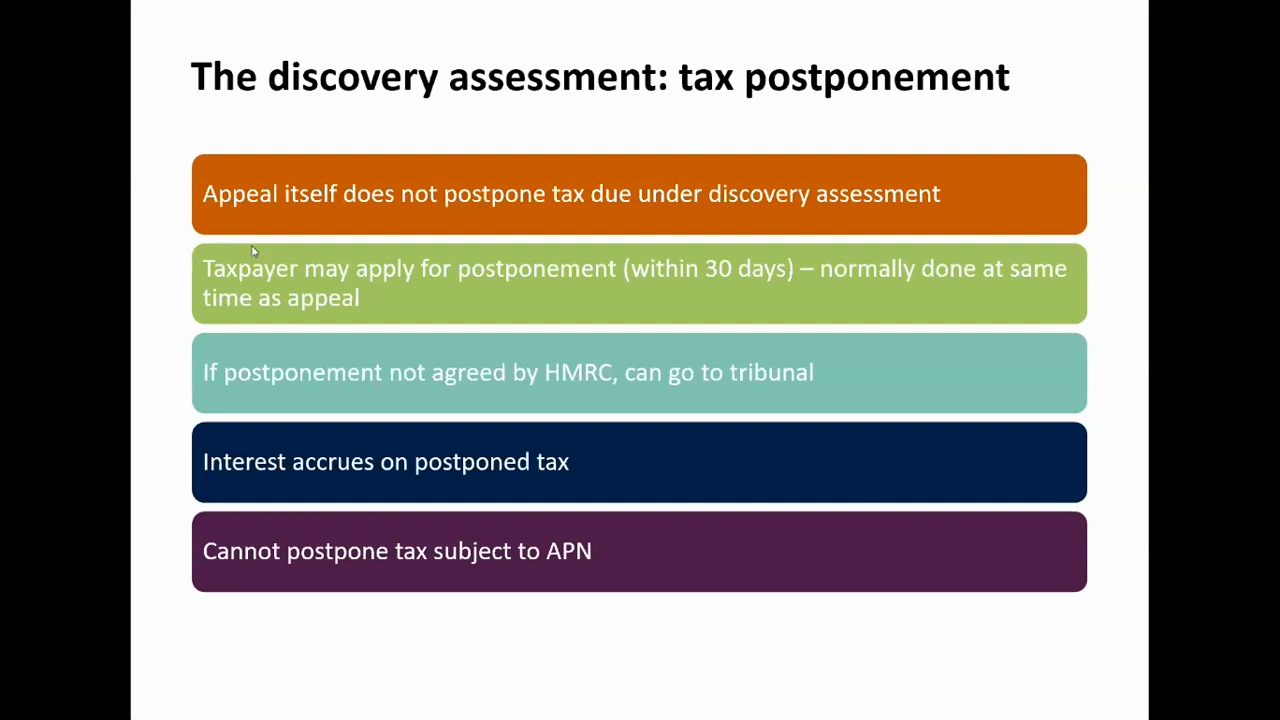 The discovery assessment: tax postponement
Appeal itself does not postpone tax due under discovery assessment
Taxpayer may apply for postponement (within 30 days) – normally done at same
time as appeal
If postponement not agreed by HMRC, can go to tribunal
Interest accrues on postponed tax
Cannot postpone tax subject to APN